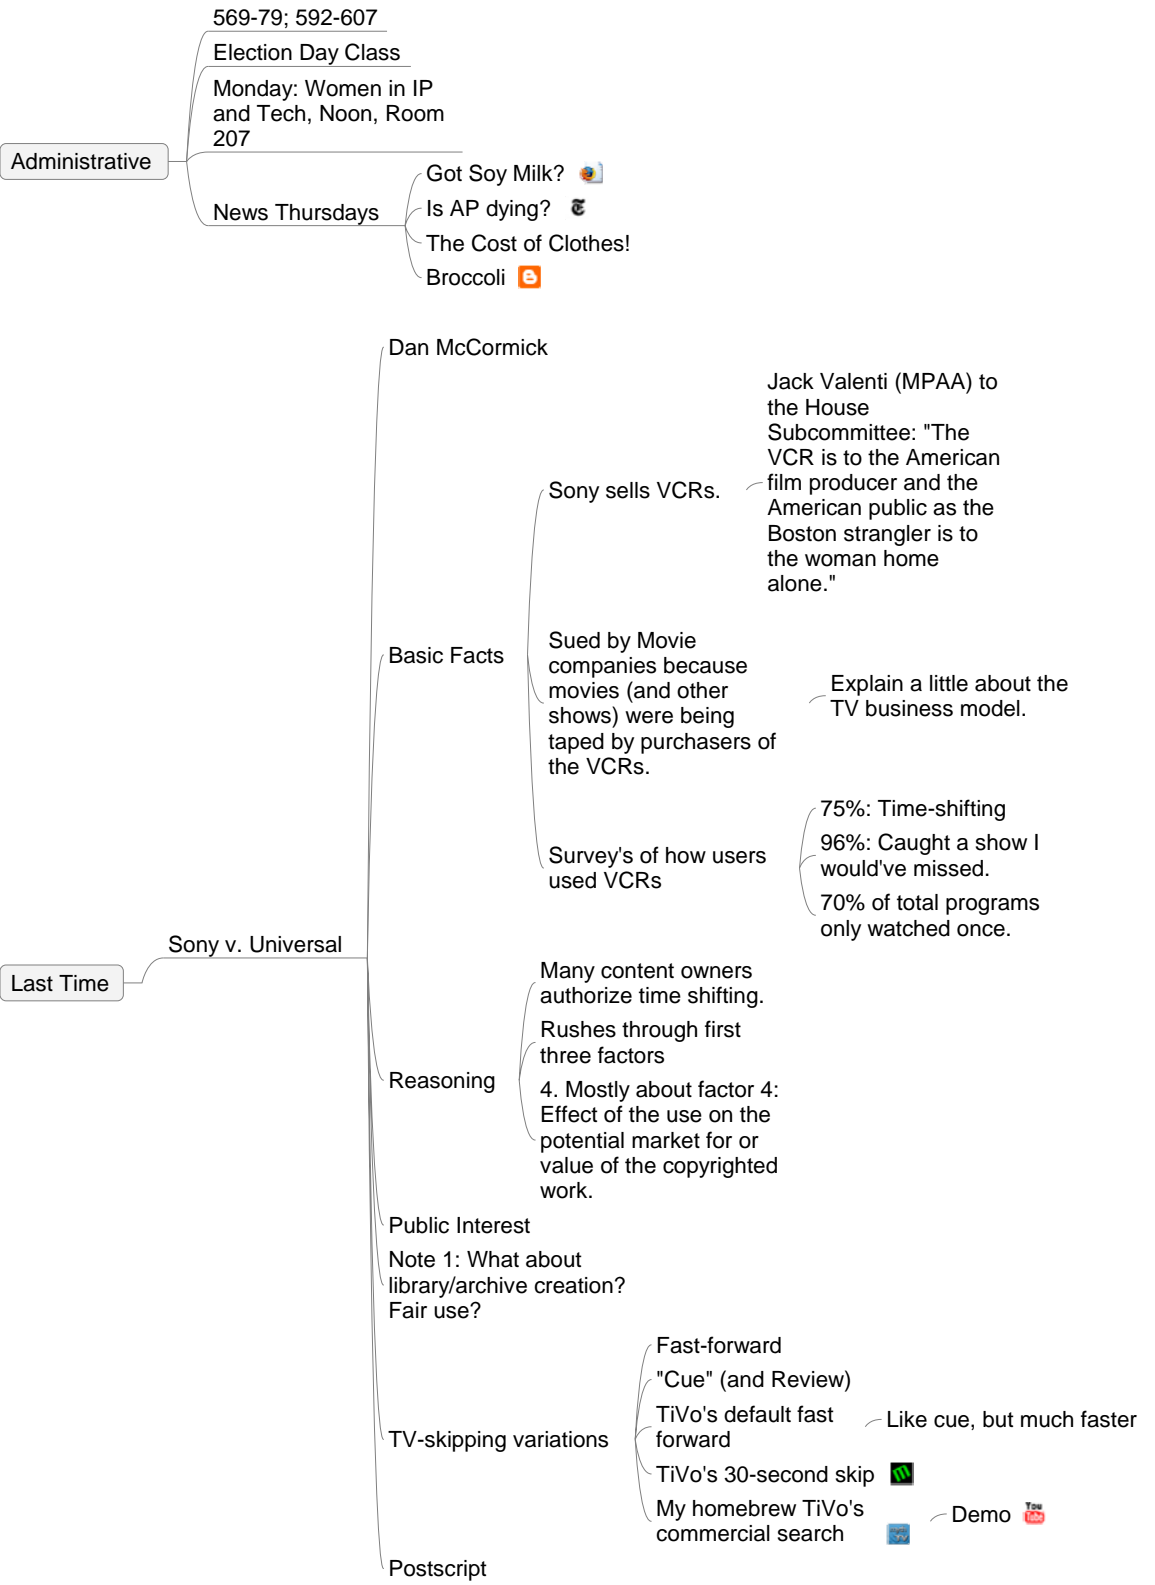 569-79; 592-607
Election Day Class
Monday: Women in IP
and Tech, Noon, Room
207
Administrative
News Thursdays
Got Soy Milk?
Is AP dying?
The Cost of Clothes!
Broccoli
Last Time
Sony v. Universal
Dan McCormick
Basic Facts
Sony sells VCRs.
Jack Valenti (MPAA) to
the House
Subcommittee: "The
VCR is to the American
film producer and the
American public as the
Boston strangler is to
the woman home
alone."
Sued by Movie
companies because
movies (and other
shows) were being
taped by purchasers of
the VCRs.
Explain a little about the
TV business model.
Survey's of how users
used VCRs
75%: Time-shifting
96%: Caught a show I
would've missed.
70% of total programs
only watched once.
Reasoning
Many content owners
authorize time shifting.
Rushes through first
three factors
4. Mostly about factor 4:
Effect of the use on the
potential market for or
value of the copyrighted
work.
Public Interest
Note 1: What about
library/archive creation?
Fair use?
TV-skipping variations
Fast-forward
"Cue" (and Review)
TiVo's default fast
forward
Like cue, but much faster
TiVo's 30-second skip
My homebrew TiVo's
commercial search
Demo
You
Tube
Postscript